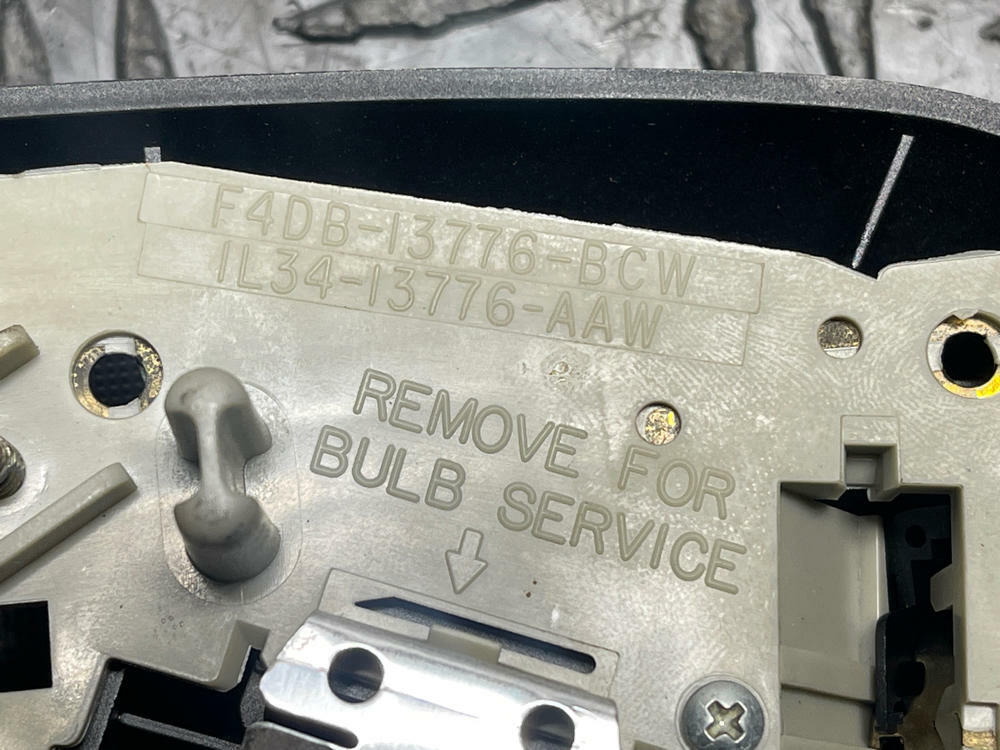 F4DB-13776-BCW
1L34-13776-AAW
REMOVE FOR
BULB SERVICE